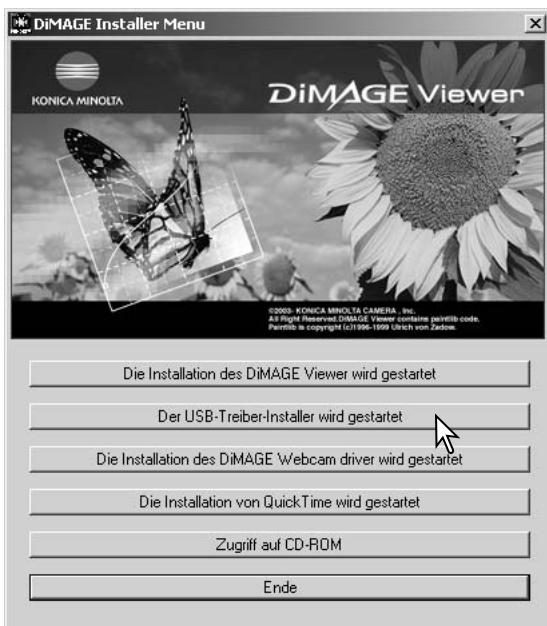 DiMAGE Installer Menu
KONICA MINOLTA
DiMAGE Viewer
©2003- KONICA MINOLTA CAMERA , Inc.
All Right Reserved.DiMAGE Viewer contains paintlib code.
Paintlib is copyright (c)1996-1999 Ulrich von Zadow.
Die Installation des DiMAGE Viewer wird gestartet
Der USB-Treiber-Installer wird gestartet
Die Installation des DiMAGE Webcam driver wird gestartet
Die Installation von QuickTime wird gestartet
Zugriff auf CD-ROM
Ende